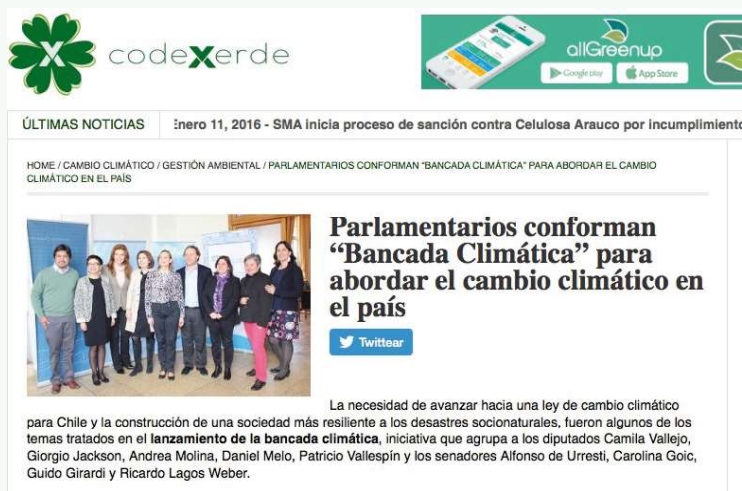 codeXerde
allGreenup
Google play
App Store
ÚLTIMAS NOTICIAS
Enero 11, 2016 - SMA inicia proceso de sanción contra Celulosa Arauco por incumplimiento
HOME / CAMBIO CLIMÁTICO / GESTIÓN AMBIENTAL / PARLAMENTARIOS CONFORMAN "BANCADA CLIMÁTICA" PARA ABORDAR EL CAMBIO
CLIMÁTICO EN EL PAÍS
Parlamentarios conforman
“Bancada Climática” para
abordar el cambio climático en
el país
Twittear
La necesidad de avanzar hacia una ley de cambio climático
para Chile y la construcción de una sociedad más resiliente a los desastres socionaturales, fueron algunos de los
temas tratados en el lanzamiento de la bancada climática, iniciativa que agrupa a los diputados Camila Vallejo,
Giorgio Jackson, Andrea Molina, Daniel Melo, Patricio Vallespín y los senadores Alfonso de Urresti, Carolina Goic,
Guido Girardi y Ricardo Lagos Weber.